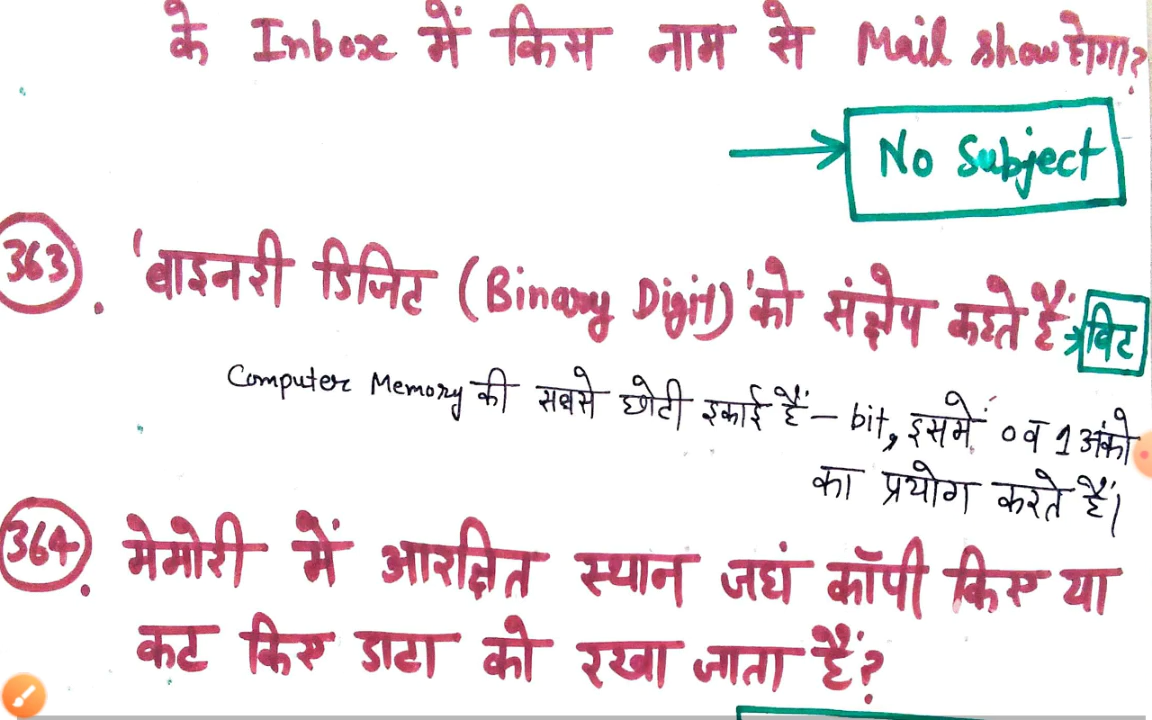 के Inbox में किस नाम से Mail show होगा?
→ No Subject
363. 'बाइनरी डिजिट (Binary Digit)' को संक्षेप कहते हैं → बिट
Computer Memory की सबसे छोटी इकाई हैं – bit, इसमें 0 व 1 अंको
का प्रयोग करते हैं।
364. मेमोरी में आरक्षित स्थान जहां कॉपी किए या
कट किए डाटा को रखा जाता हैं?